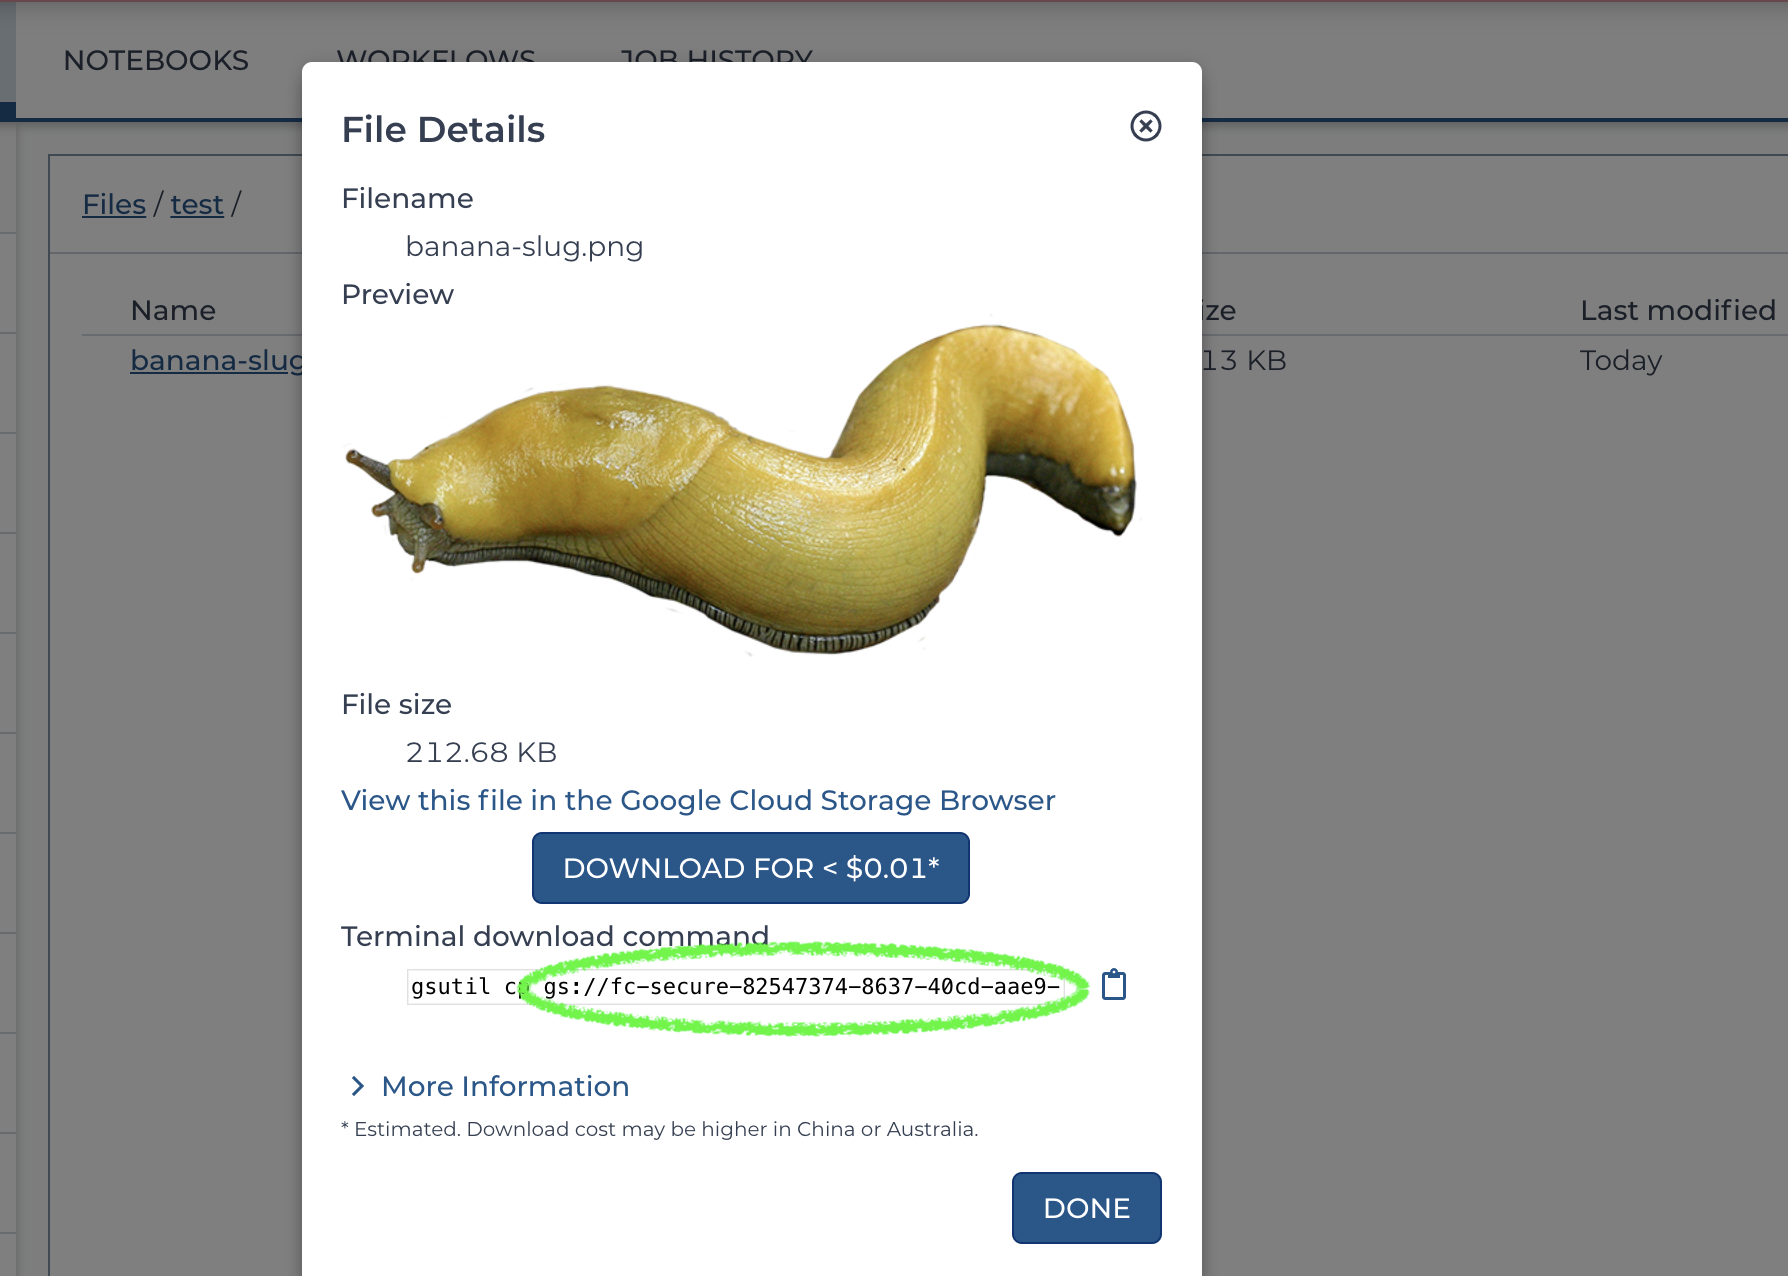 NOTEBOOKS WORKFLOWS JOB HISTORY
File Details
Files / test /
Filename
banana-slug.png
Preview
Name ize Last modified
banana-slug 13 KB Today
File size
212.68 KB
View this file in the Google Cloud Storage Browser
DOWNLOAD FOR < $0.01*
Terminal download command
gsutil cp gs://fc-secure-82547374-8637-40cd-aae9-
More Information
* Estimated. Download cost may be higher in China or Australia.
DONE